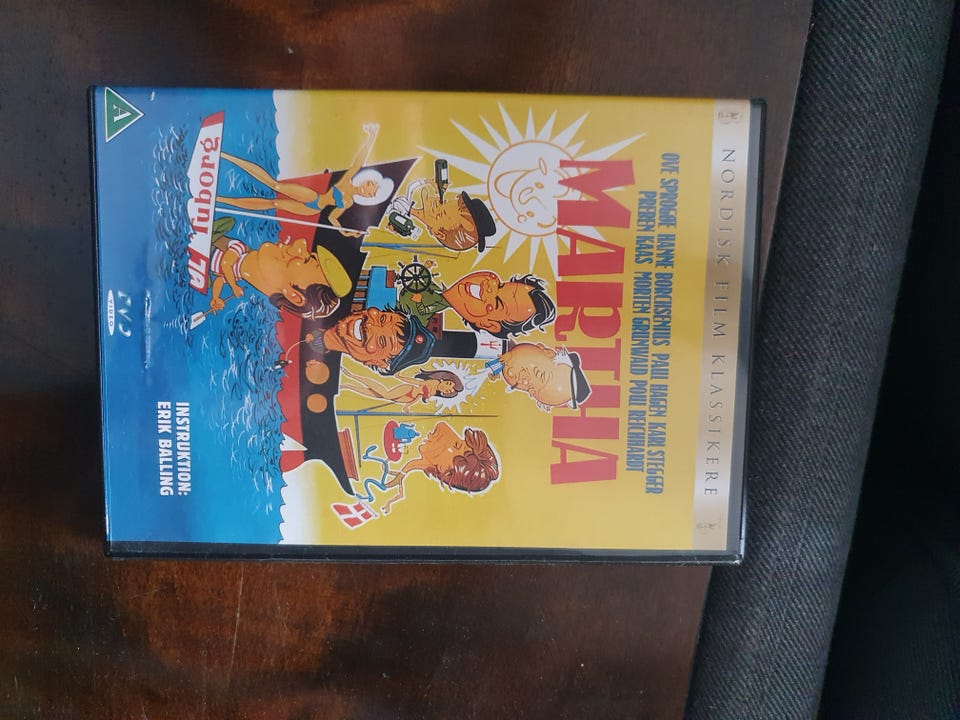 NORDISK FILM KLASSIKERE
OVE SPROGØE HANNE BORCHSENIUS POUL HAGEN KARL STEGGER
PREBEN KAAS MORTEN GRUNWALD POUL REICHHARDT
MARTHA
Tuborg
INSTRUKTION:
ERIK BALLING
DVD
VIDEO
A